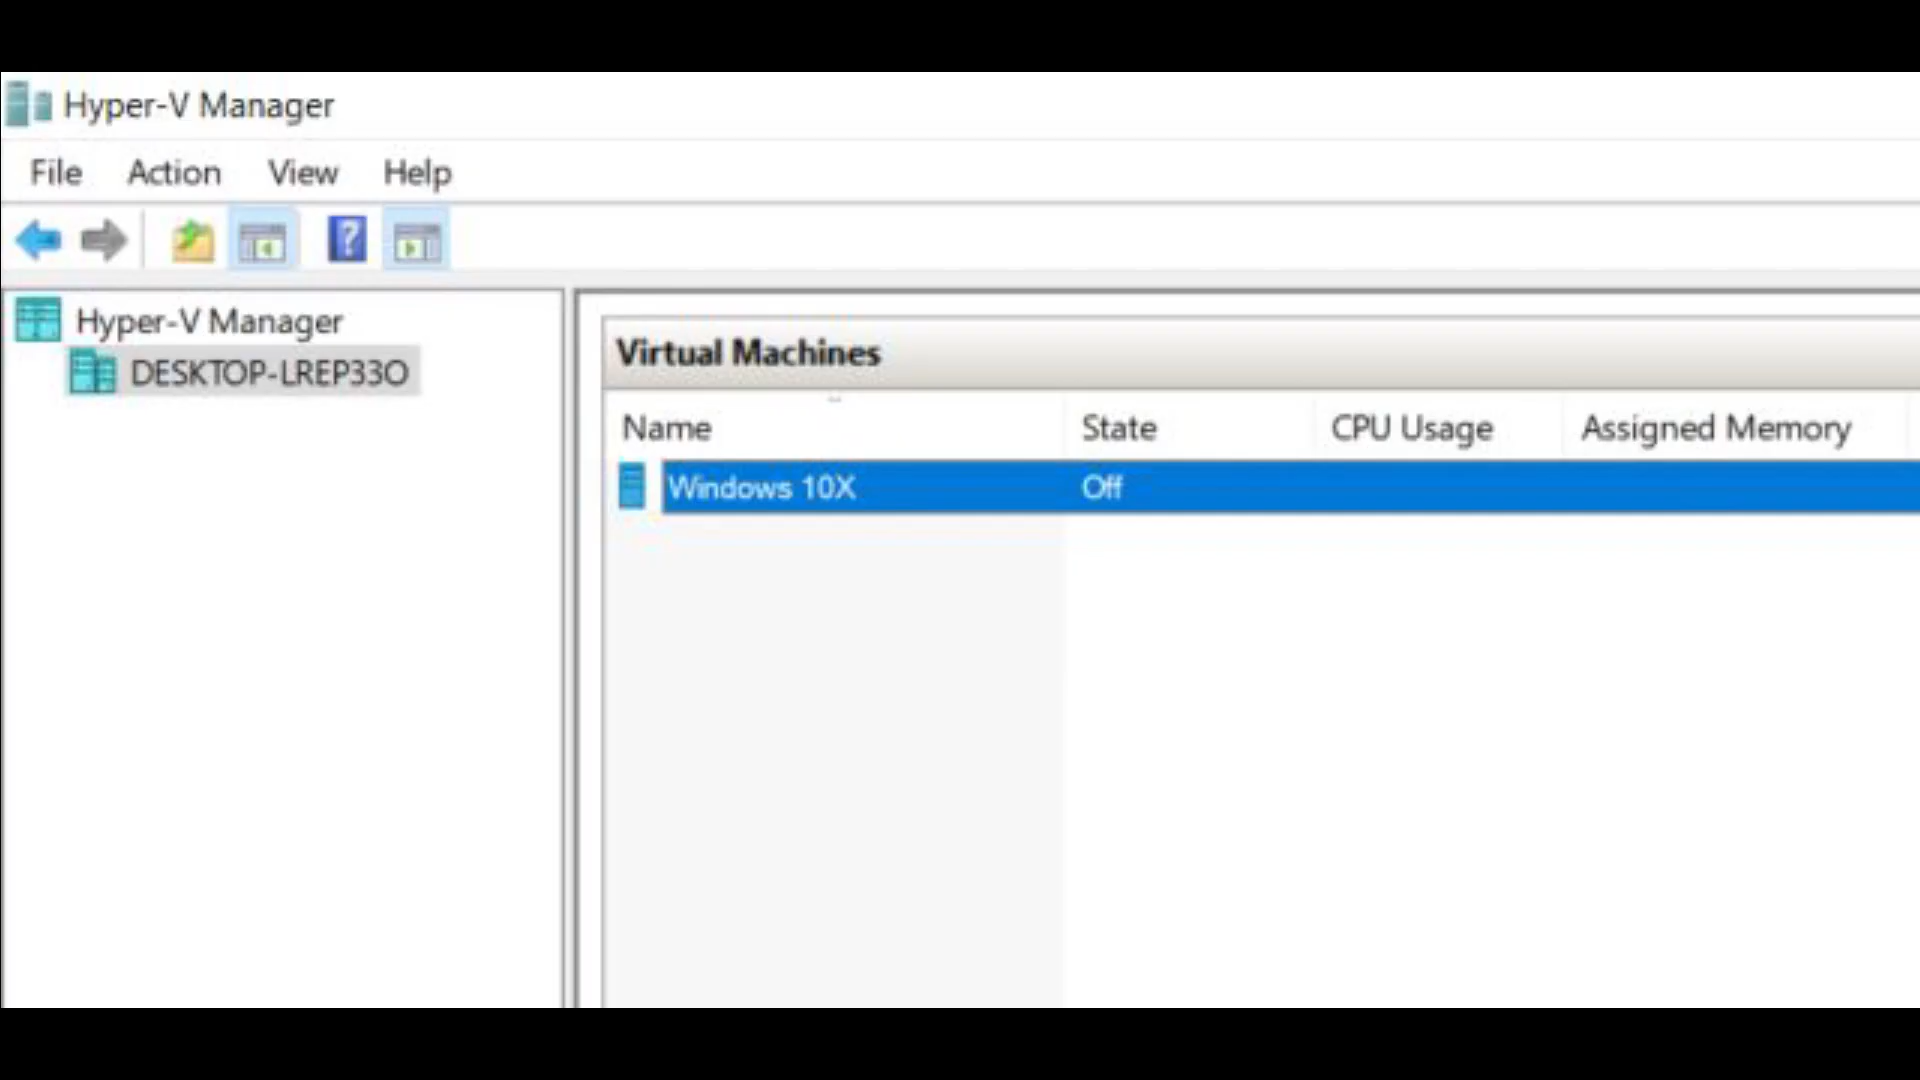 Hyper-V Manager
File Action View Help
Hyper-V Manager
DESKTOP-LREP33O
Virtual Machines
Name State CPU Usage Assigned Memory
Windows 10X Off